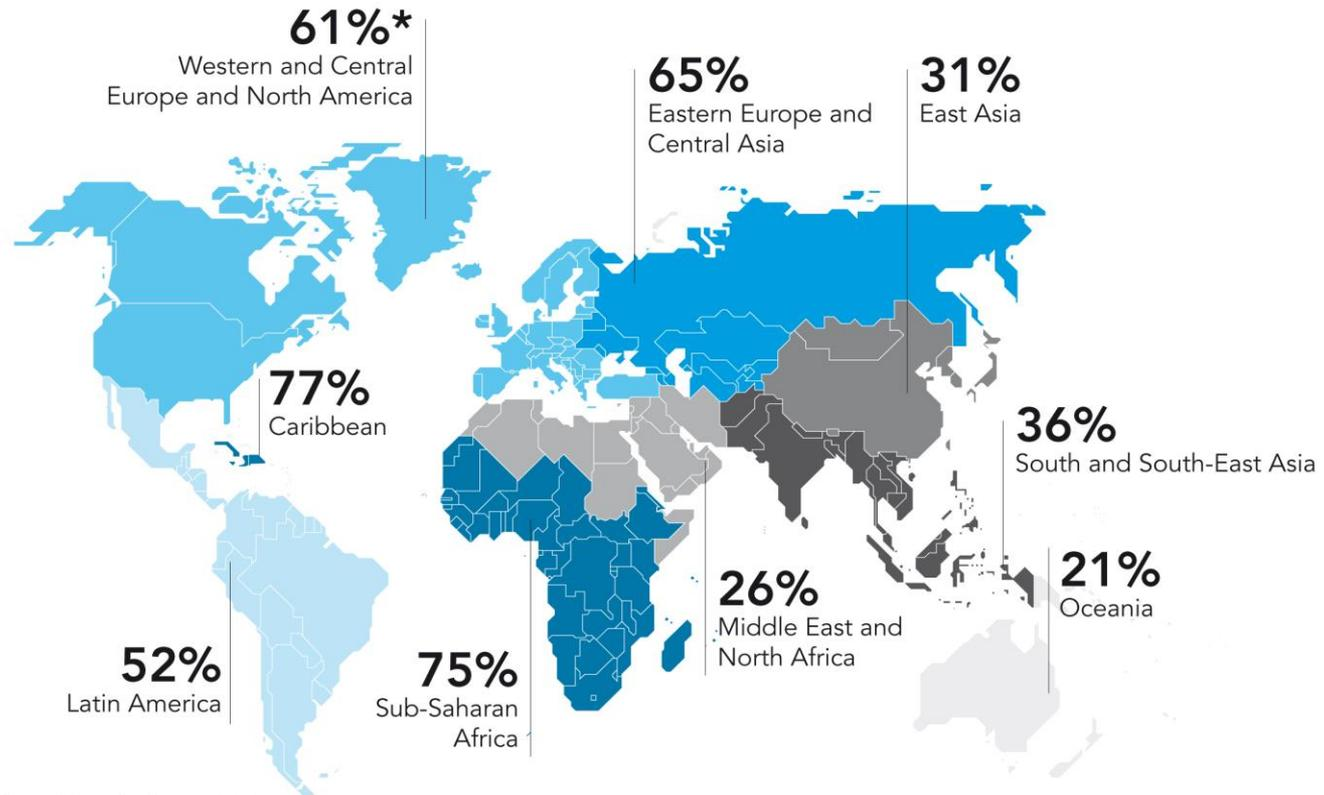 61%*
Western and Central
Europe and North America
65%
Eastern Europe and
Central Asia
31%
East Asia
77%
Caribbean
36%
South and South-East Asia
21%
Oceania
26%
Middle East and
North Africa
52%
Latin America
75%
Sub-Saharan
Africa